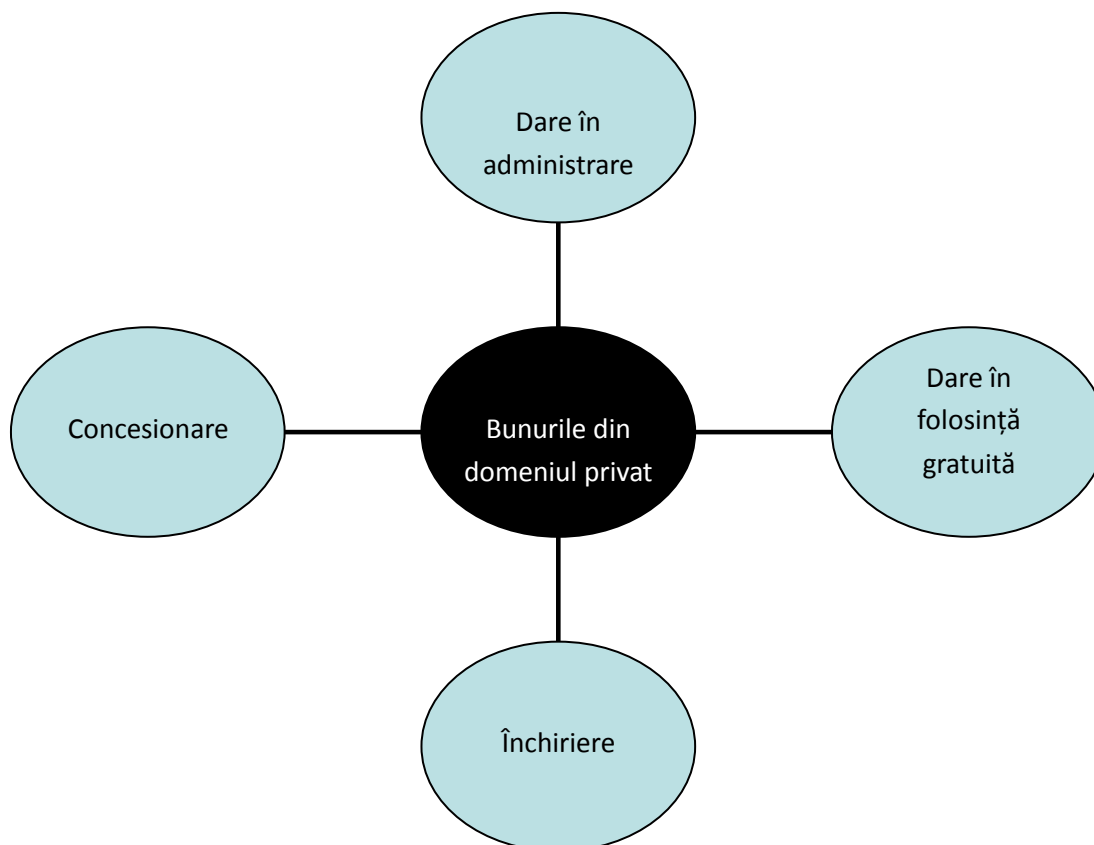 Dare în
administrare
Concesionare
Bunurile din
domeniul privat
Dare în
folosință
gratuită
Închiriere